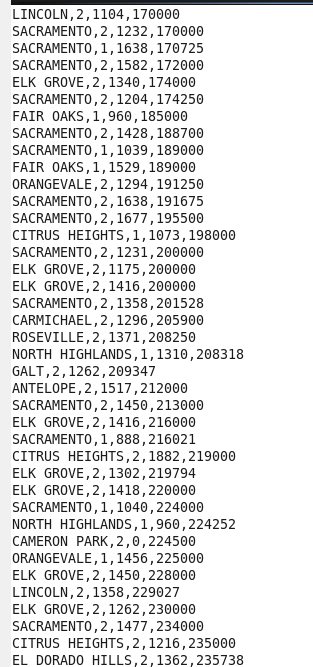 LINCOLN,2,1104,170000
SACRAMENTO,2,1232,170000
SACRAMENTO,1,1638,170725
SACRAMENTO,2,1582,172000
ELK GROVE,2,1340,174000
SACRAMENTO,2,1204,174250
FAIR OAKS,1,960,185000
SACRAMENTO,2,1428,188700
SACRAMENTO,1,1039,189000
FAIR OAKS,1,1529,189000
ORANGEVALE,2,1294,191250
SACRAMENTO,2,1638,191675
SACRAMENTO,2,1677,195500
CITRUS HEIGHTS,1,1073,198000
SACRAMENTO,2,1231,200000
ELK GROVE,2,1175,200000
ELK GROVE,2,1416,200000
SACRAMENTO,2,1358,201528
CARMICHAEL,2,1296,205900
ROSEVILLE,2,1371,208250
NORTH HIGHLANDS,1,1310,208318
GALT,2,1262,209347
ANTELOPE,2,1517,212000
SACRAMENTO,2,1450,213000
ELK GROVE,2,1416,216000
SACRAMENTO,1,888,216021
CITRUS HEIGHTS,2,1882,219000
ELK GROVE,2,1302,219794
ELK GROVE,2,1418,220000
SACRAMENTO,1,1040,224000
NORTH HIGHLANDS,1,960,224252
CAMERON PARK,2,0,224500
ORANGEVALE,1,1456,225000
ELK GROVE,2,1450,228000
LINCOLN,2,1358,229027
ELK GROVE,2,1262,230000
SACRAMENTO,2,1477,234000
CITRUS HEIGHTS,2,1216,235000
EL DORADO HILLS,2,1362,235738